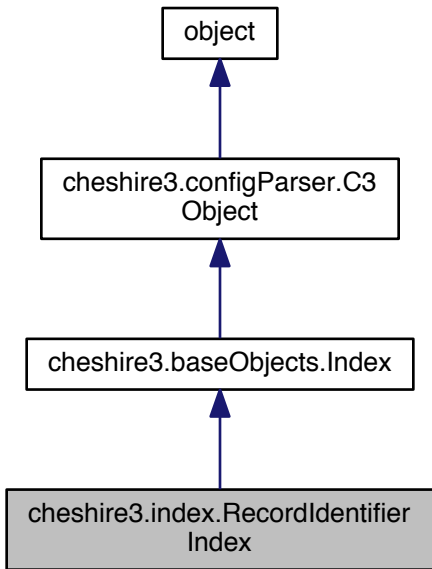 object
cheshire3.configParser.C3
Object
cheshire3.baseObjects.Index
cheshire3.index.RecordIdentifier
Index